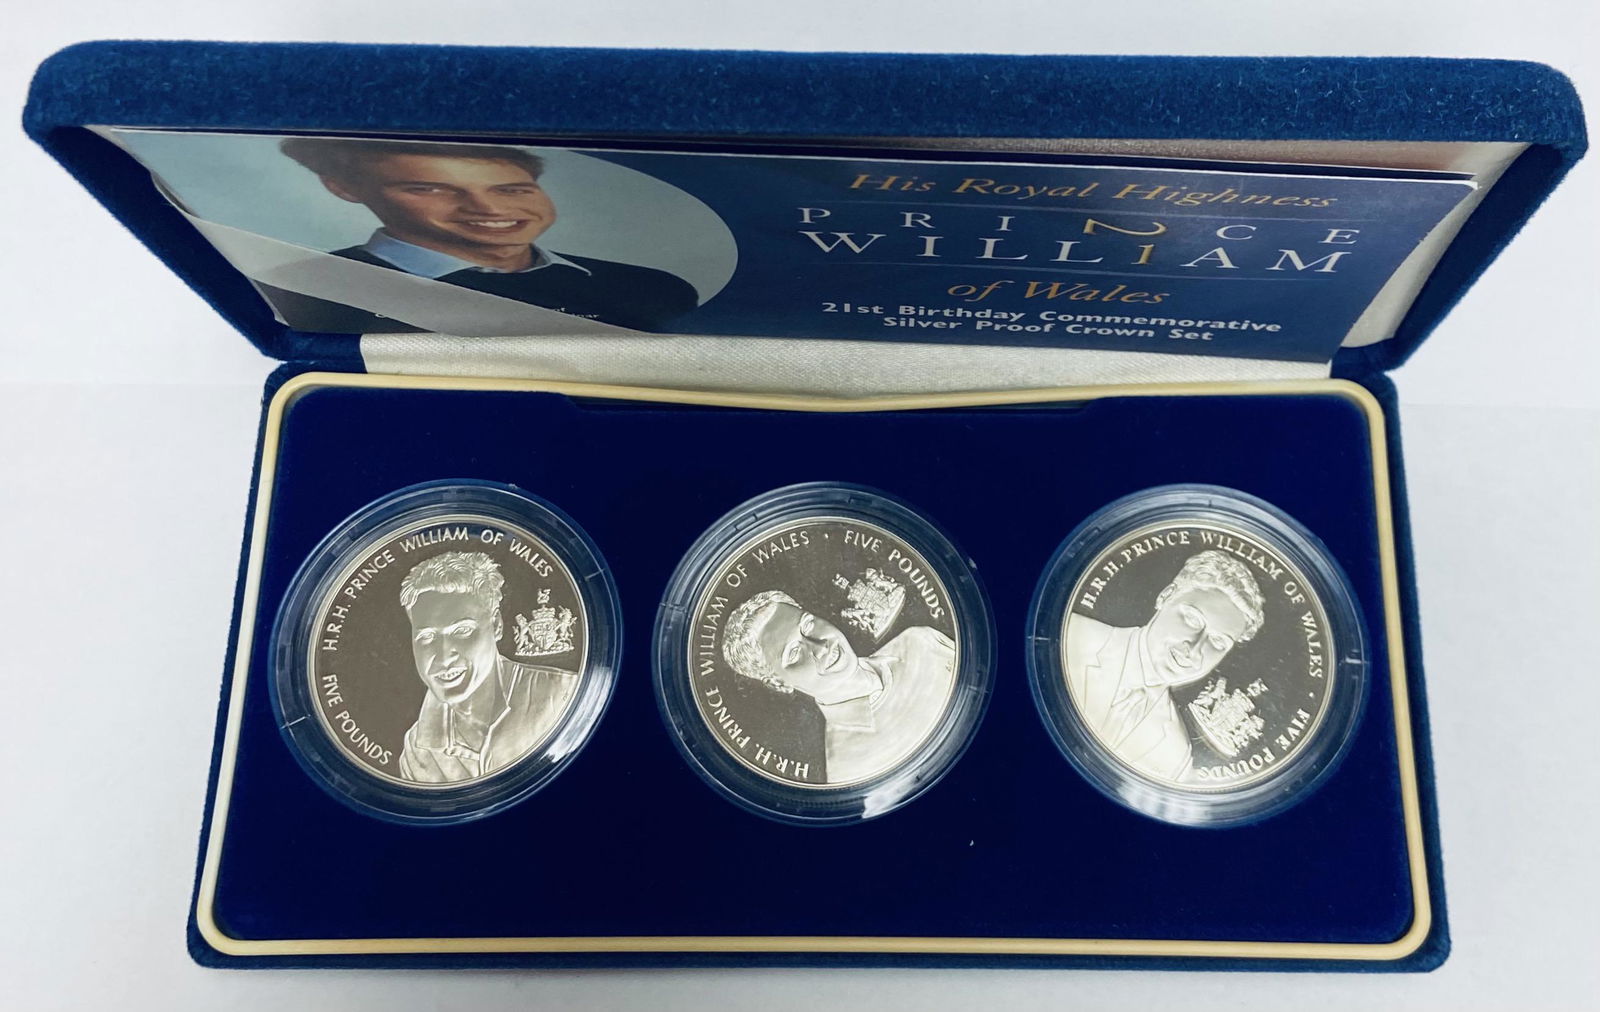 His Royal Highness
PRINCE
21
WILLIAM
of Wales
21st Birthday Commemorative
Silver Proof Crown Set
H.R.H. PRINCE WILLIAM OF WALES
FIVE POUNDS
H.R.H. PRINCE WILLIAM OF WALES · FIVE POUNDS
H.R.H. PRINCE WILLIAM OF WALES · FIVE POUNDS